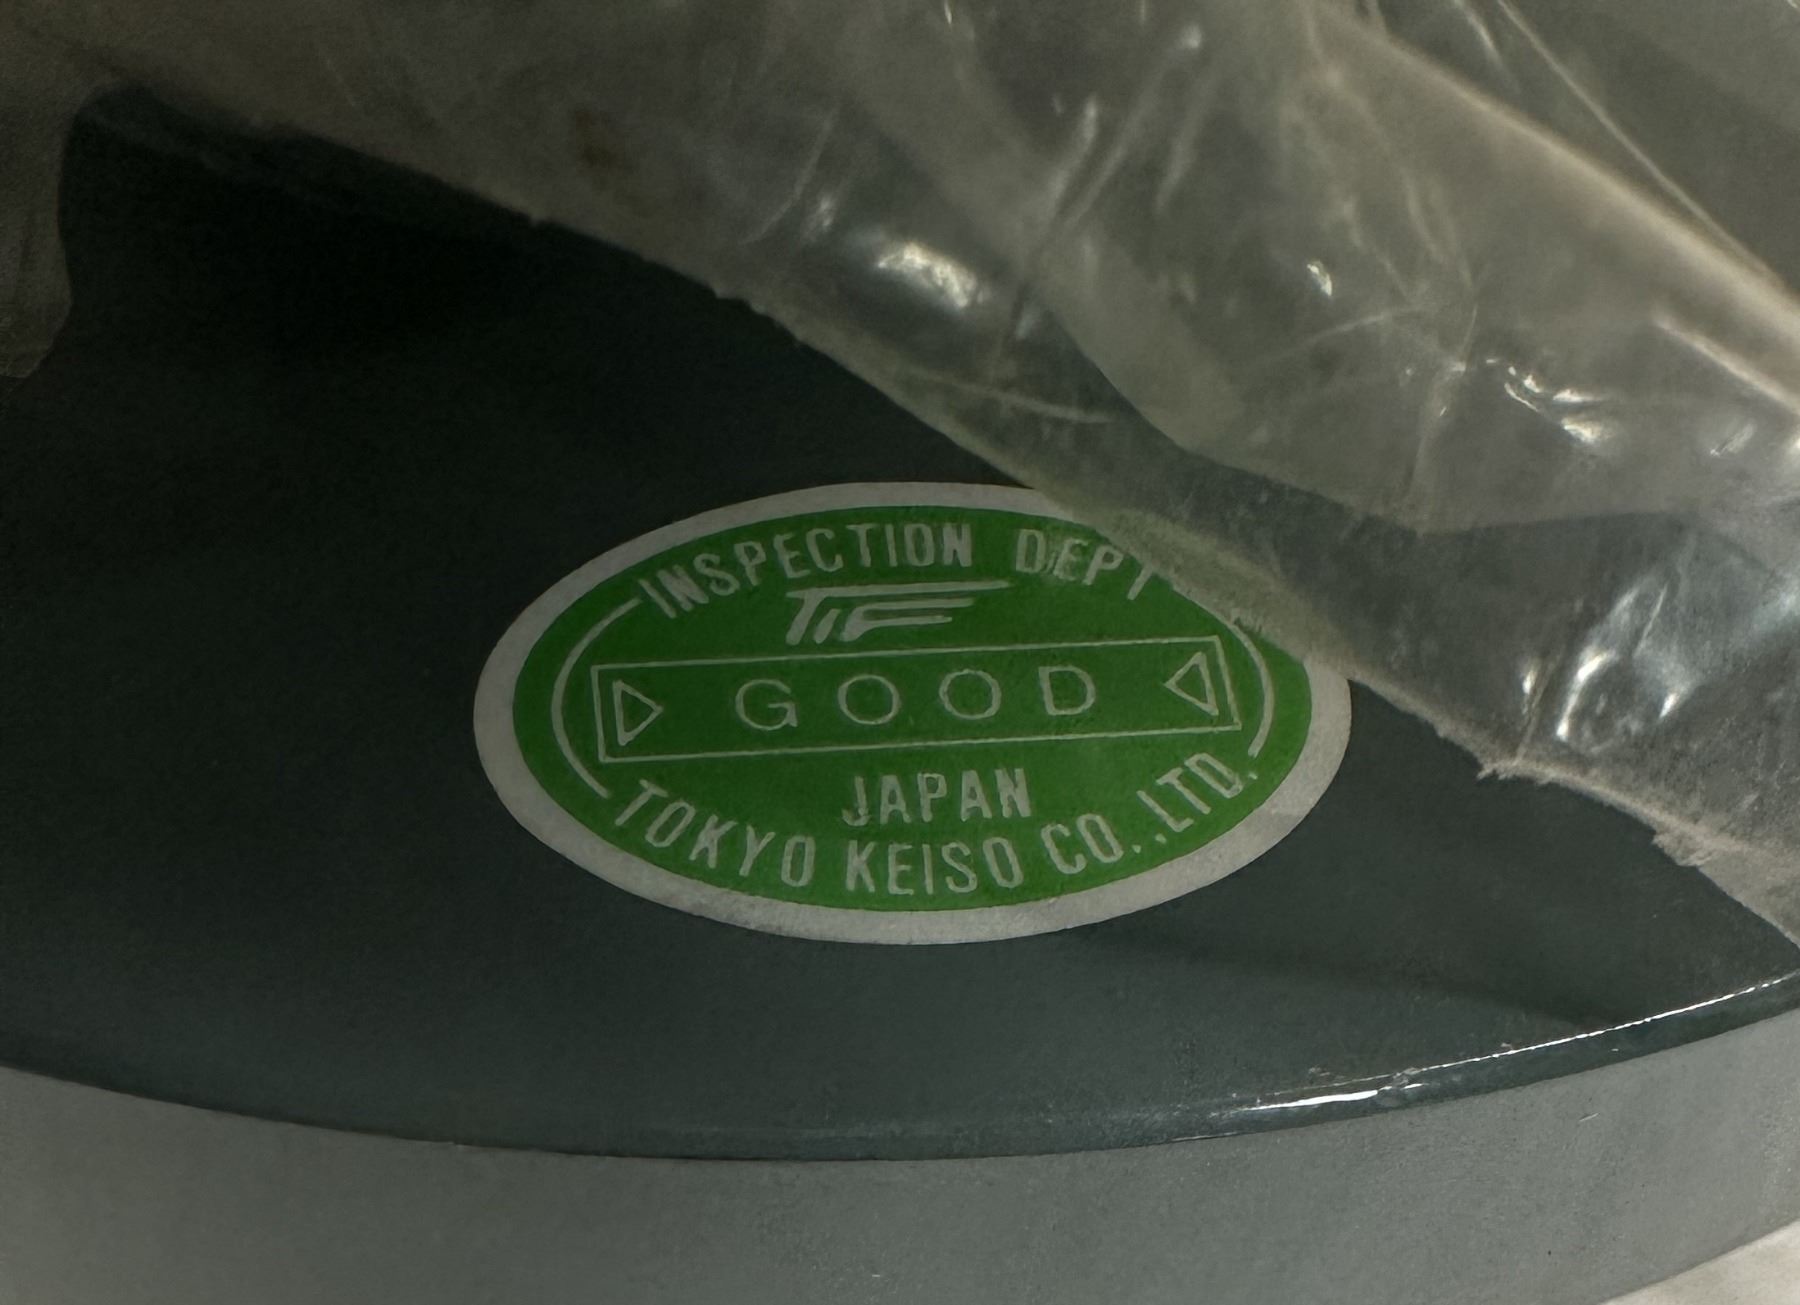 INSPECTION DEPT
GOOD
JAPAN
TOKYO KEISO CO.,LTD.